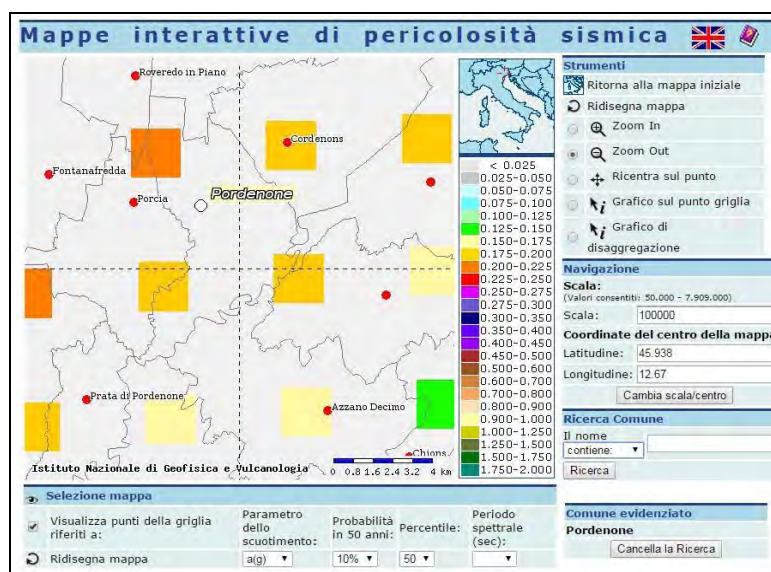 Mappe interattive di pericolosità sismica
Roveredo in Piano
Cordenons
Fontanafredda
Porcia
Pordenone
Prata di Pordenone
Azzano Decimo
Chions
Istituto Nazionale di Geofisica e Vulcanologia
0 0.8 1.6 2.4 3.2 4 km
< 0.025
0.025-0.050
0.050-0.075
0.075-0.100
0.100-0.125
0.125-0.150
0.150-0.175
0.175-0.200
0.200-0.225
0.225-0.250
0.250-0.275
0.275-0.300
0.300-0.350
0.350-0.400
0.400-0.450
0.450-0.500
0.500-0.600
0.600-0.700
0.700-0.800
0.800-0.900
0.900-1.000
1.000-1.250
1.250-1.500
1.500-1.750
1.750-2.000
Strumenti
Ritorna alla mappa iniziale
Ridisegna mappa
Zoom In
Zoom Out
Ricentra sul punto
Grafico sul punto griglia
Grafico di
disaggregazione
Navigazione
Scala:
(Valori consentiti: 50.000 - 7.909.000)
Scala: 100000
Coordinate del centro della mappa
Latitudine: 45.938
Longitudine: 12.67
Cambia scala/centro
Ricerca Comune
Il nome
contiene:
Ricerca
Selezione mappa
Visualizza punti della griglia
riferiti a:
Parametro
dello
scuotimento:
Probabilità
in 50 anni:
Percentile:
Periodo
spettrale
(sec):
Ridisegna mappa
a(g) 10% 50
Comune evidenziato
Pordenone
Cancella la Ricerca